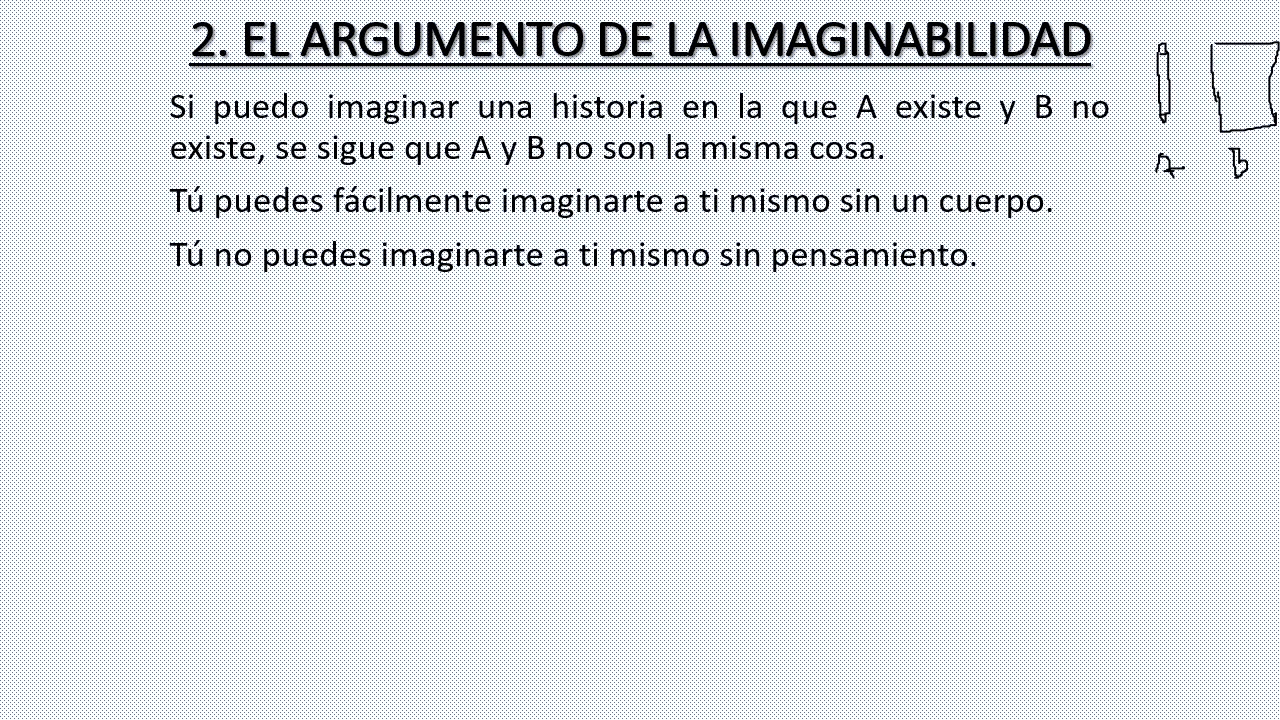 2. EL ARGUMENTO DE LA IMAGINABILIDAD
Si puedo imaginar una historia en la que A existe y B no
existe, se sigue que A y B no son la misma cosa.
Tú puedes fácilmente imaginarte a ti mismo sin un cuerpo.
Tú no puedes imaginarte a ti mismo sin pensamiento.
A B